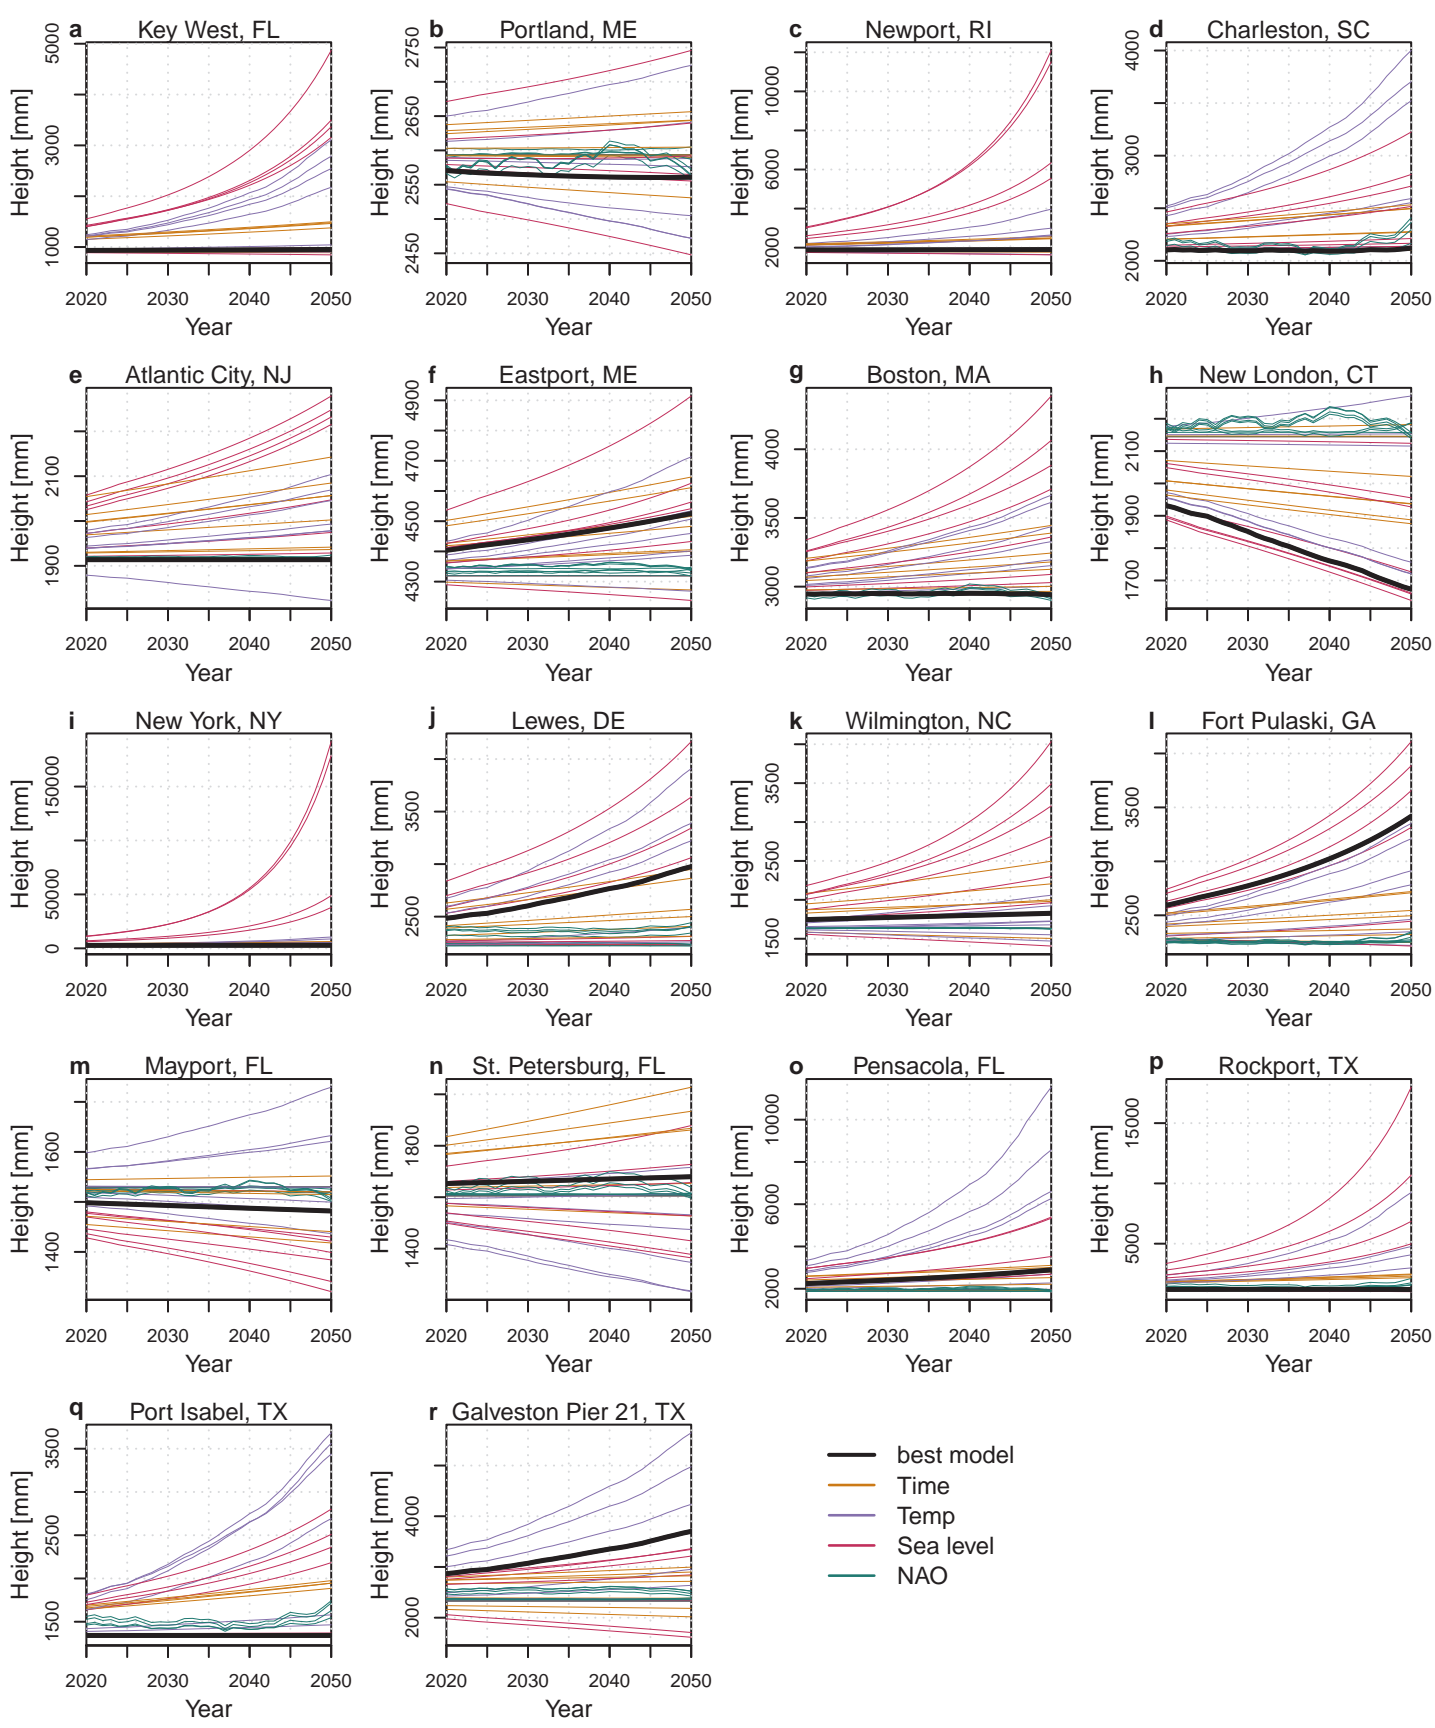 a Key West, FL
Height [mm]
5000
3000
1000
2020 2030 2040 2050
Year
b Portland, ME
Height [mm]
2750
2650
2550
2450
2020 2030 2040 2050
Year
c Newport, RI
Height [mm]
10000
6000
2000
2020 2030 2040 2050
Year
d Charleston, SC
Height [mm]
4000
3000
2000
2020 2030 2040 2050
Year
e Atlantic City, NJ
Height [mm]
2100
1900
2020 2030 2040 2050
Year
f Eastport, ME
Height [mm]
4900
4700
4500
4300
2020 2030 2040 2050
Year
g Boston, MA
Height [mm]
4000
3500
3000
2020 2030 2040 2050
Year
h New London, CT
Height [mm]
2100
1900
1700
2020 2030 2040 2050
Year
i New York, NY
Height [mm]
150000
50000
0
2020 2030 2040 2050
Year
j Lewes, DE
Height [mm]
3500
2500
2020 2030 2040 2050
Year
k Wilmington, NC
Height [mm]
3500
2500
1500
2020 2030 2040 2050
Year
l Fort Pulaski, GA
Height [mm]
3500
2500
2020 2030 2040 2050
Year
m Mayport, FL
Height [mm]
1600
1400
2020 2030 2040 2050
Year
n St. Petersburg, FL
Height [mm]
1800
1400
2020 2030 2040 2050
Year
o Pensacola, FL
Height [mm]
10000
6000
2000
2020 2030 2040 2050
Year
p Rockport, TX
Height [mm]
15000
5000
2020 2030 2040 2050
Year
q Port Isabel, TX
Height [mm]
3500
2500
1500
2020 2030 2040 2050
Year
r Galveston Pier 21, TX
Height [mm]
4000
2000
2020 2030 2040 2050
Year
best model
Time
Temp
Sea level
NAO